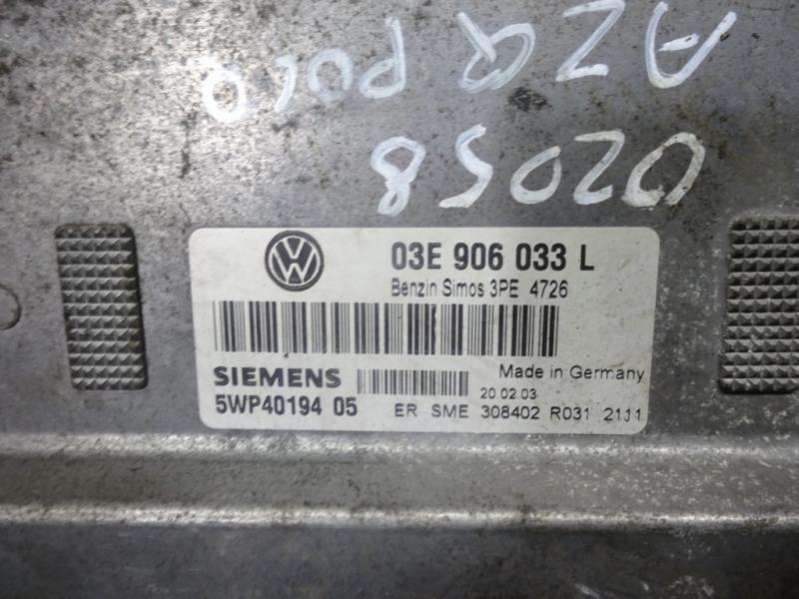 AZQ POLO
02058
VW
03E 906 033 L
Benzin Simos 3PE 4726
SIEMENS
Made in Germany
20.02.03
5WP40194 05
ER SME 308402 R031 2111